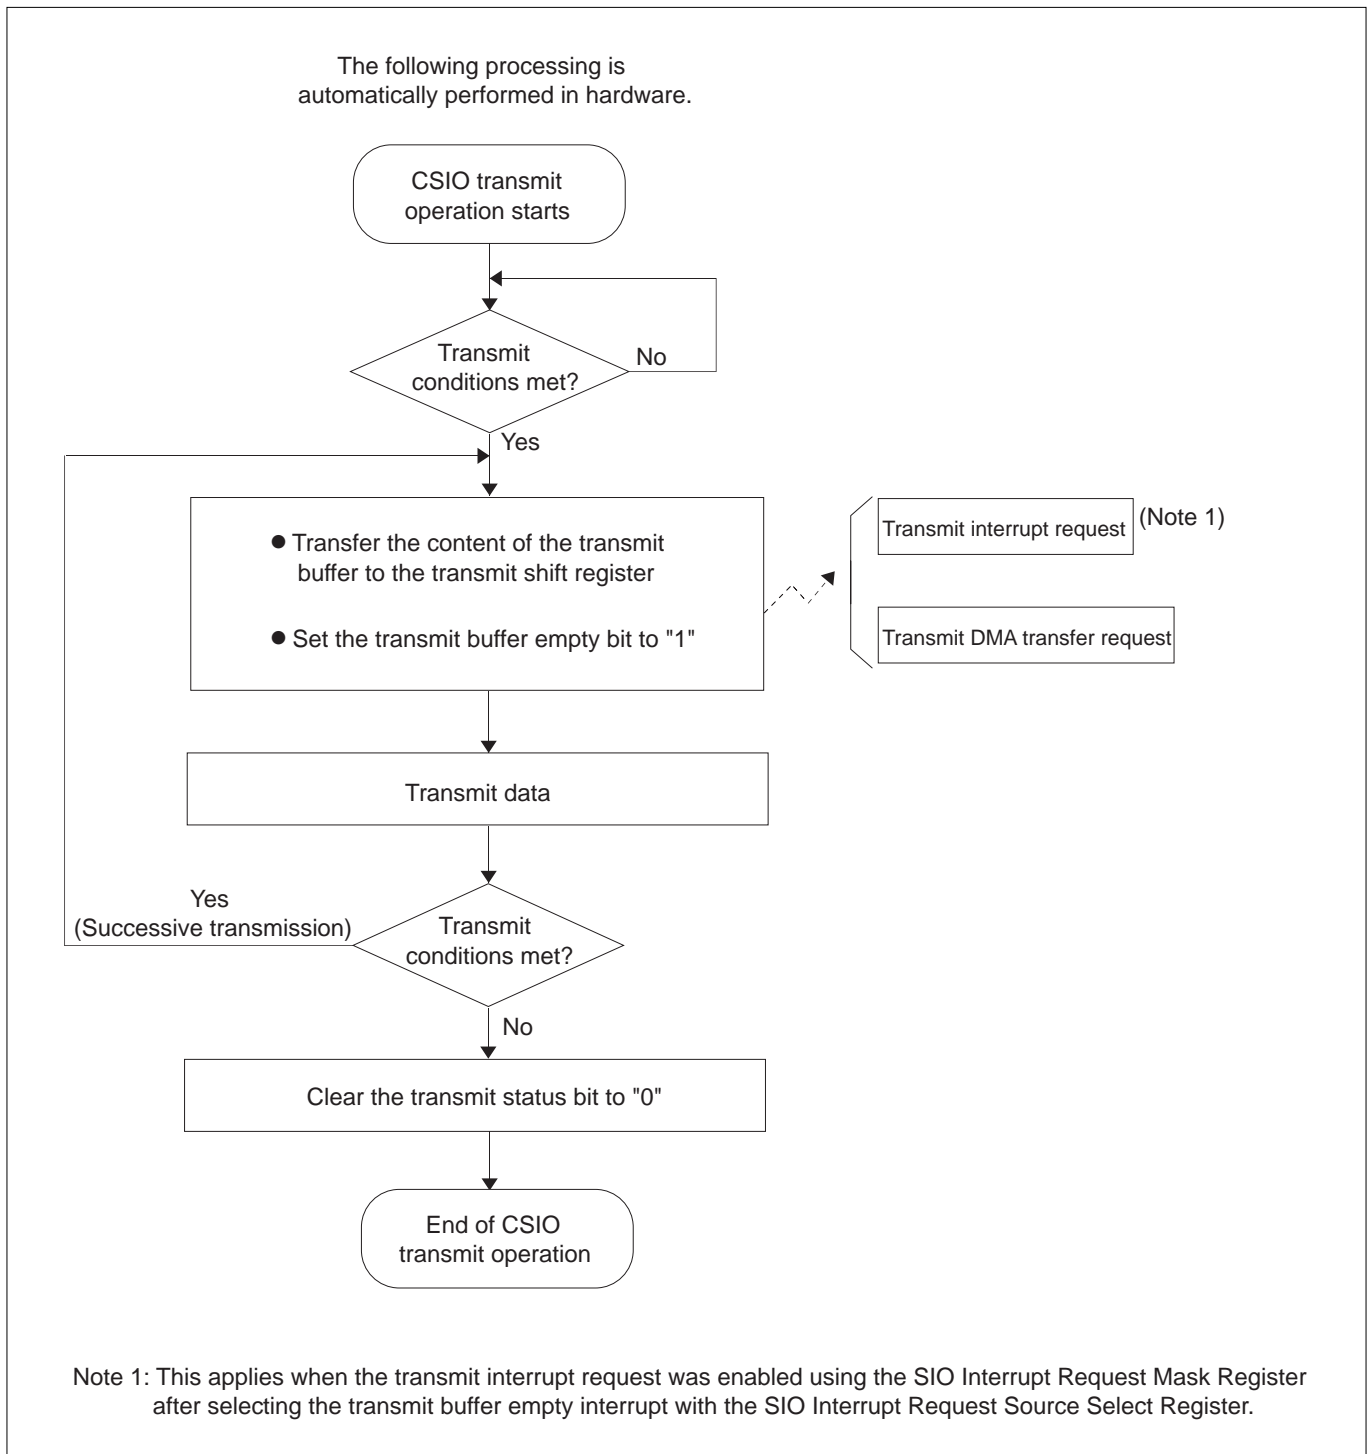 The following processing is
automatically performed in hardware.
CSIO transmit
operation starts
Transmit
conditions met?
No
Yes
● Transfer the content of the transmit
buffer to the transmit shift register
● Set the transmit buffer empty bit to "1"
Transmit interrupt request
(Note 1)
Transmit DMA transfer request
Transmit data
Yes
(Successive transmission)
Transmit
conditions met?
No
Clear the transmit status bit to "0"
End of CSIO
transmit operation
Note 1: This applies when the transmit interrupt request was enabled using the SIO Interrupt Request Mask Register
after selecting the transmit buffer empty interrupt with the SIO Interrupt Request Source Select Register.